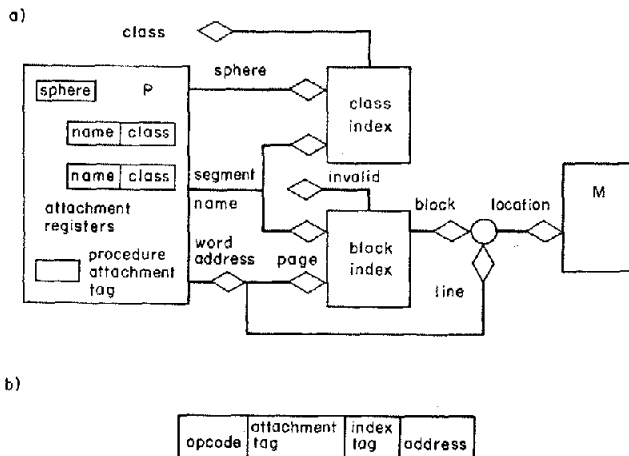 a)
class
sphere
sphere P
class
index
name class
name class
segment
name
invalid
attachment
registers
procedure
attachment
tag
word
address
page
block
index
block
location
M
line
b)
opcode attachment tag index tag address